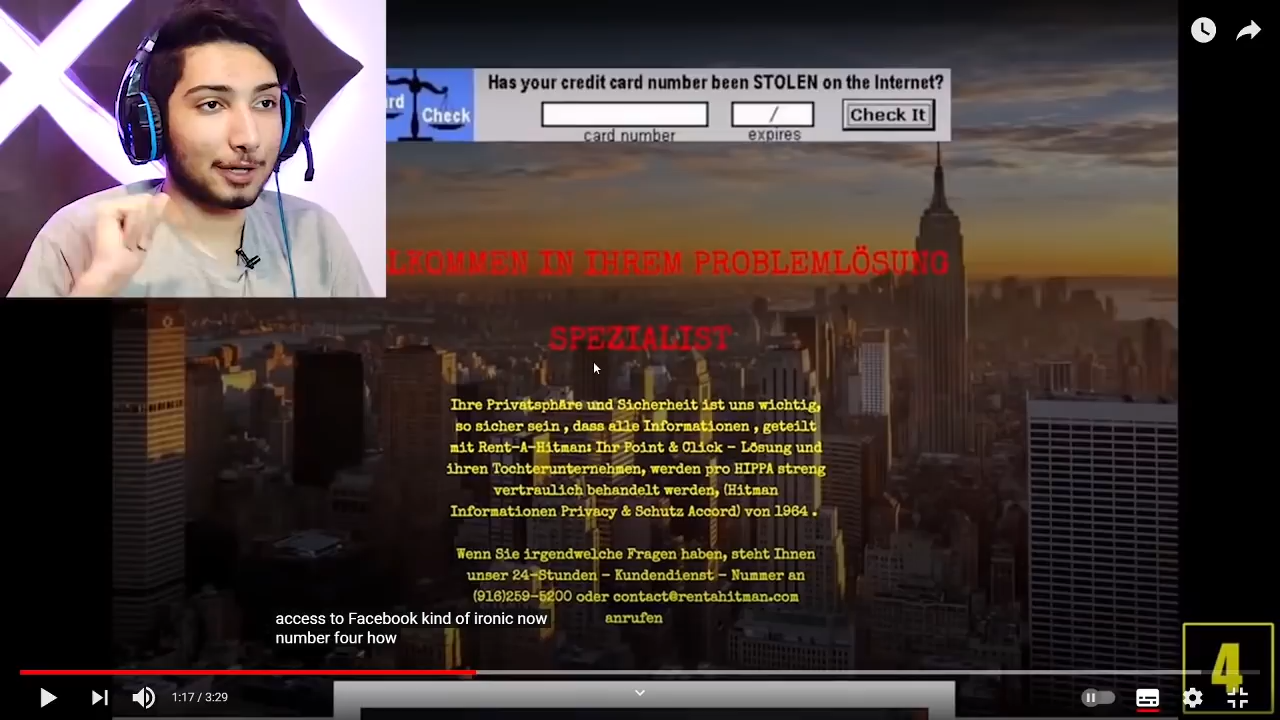 Has your credit card number been STOLEN on the Internet?
rd
Check
/
Check It
card number
expires
LKOMMEN IN IHREM PROBLEMLÖSUNG
SPEZIALIST
Ihre Privatsphäre und Sicherheit ist uns wichtig,
so sicher sein , dass alle Informationen , geteilt
mit Rent-A-Hitman: Ihr Point & Click - Lösung und
ihren Tochterunternehmen, werden pro HIPPA streng
vertraulich behandelt werden, (Hitman
Informationen Privacy & Schutz Accord) von 1964 .
Wenn Sie irgendwelche Fragen haben, steht Ihnen
unser 24-Stunden - Kundendienst - Nummer an
(916)259-5200 oder contact@rentahitman.com
anrufen
access to Facebook kind of ironic now
number four how
4
1:17 / 3:29